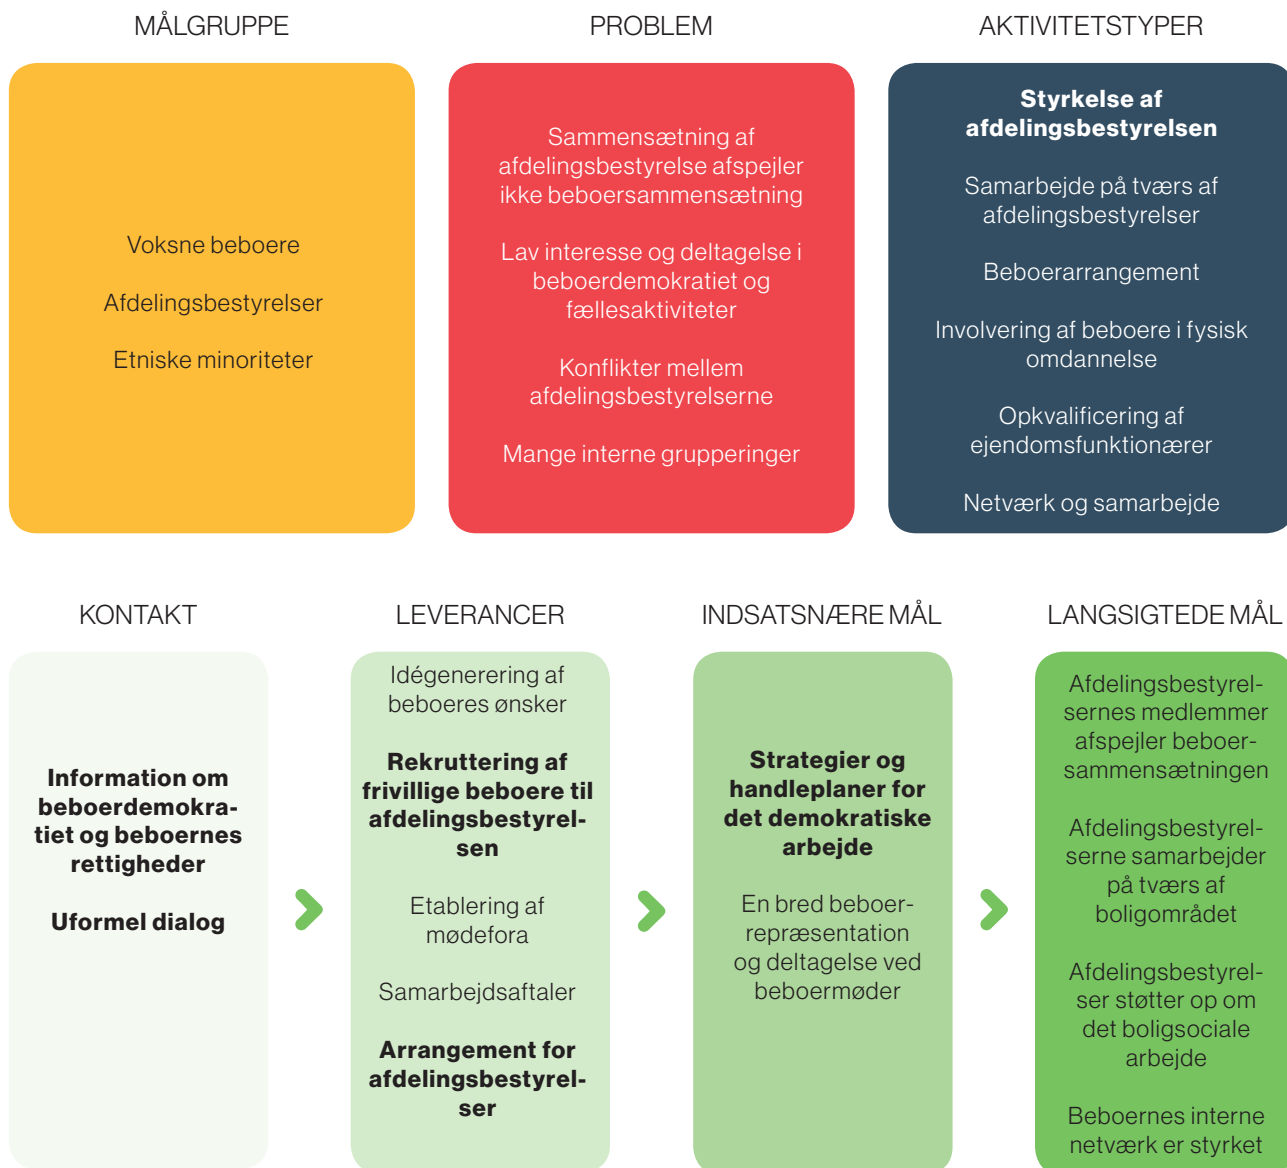 MÅLGRUPPE
Voksne beboere
Afdelingsbestyrelser
Etniske minoriteter
PROBLEM
Sammensætning af
afdelingsbestyrelse afspejler
ikke beboersammensætning
Lav interesse og deltagelse i
beboerdemokratiet og
fællesaktiviteter
Konflikter mellem
afdelingsbestyrelserne
Mange interne grupperinger
AKTIVITETSTYPER
Styrkelse af
afdelingsbestyrelsen
Samarbejde på tværs af
afdelingsbestyrelser
Beboerarrangement
Involvering af beboere i fysisk
omdannelse
Opkvalificering af
ejendomsfunktionærer
Netværk og samarbejde
KONTAKT
Information om
beboerdemokra-
tiet og beboernes
rettigheder
Uformel dialog
LEVERANCER
Idégenerering af
beboeres ønsker
Rekruttering af
frivillige beboere til
afdelingsbestyrel-
sen
Etablering af
mødefora
Samarbejdsaftaler
Arrangement for
afdelingsbestyrel-
ser
INDSATSNÆRE MÅL
Strategier og
handleplaner for
det demokratiske
arbejde
En bred beboer-
repræsentation
og deltagelse ved
beboermøder
LANGSIGTEDE MÅL
Afdelingsbestyrel-
sernes medlemmer
afspejler beboer-
sammensætningen
Afdelingsbestyrel-
serne samarbejder
på tværs af
boligområdet
Afdelingsbestyrel-
ser støtter op om
det boligsociale
arbejde
Beboernes interne
netværk er styrket